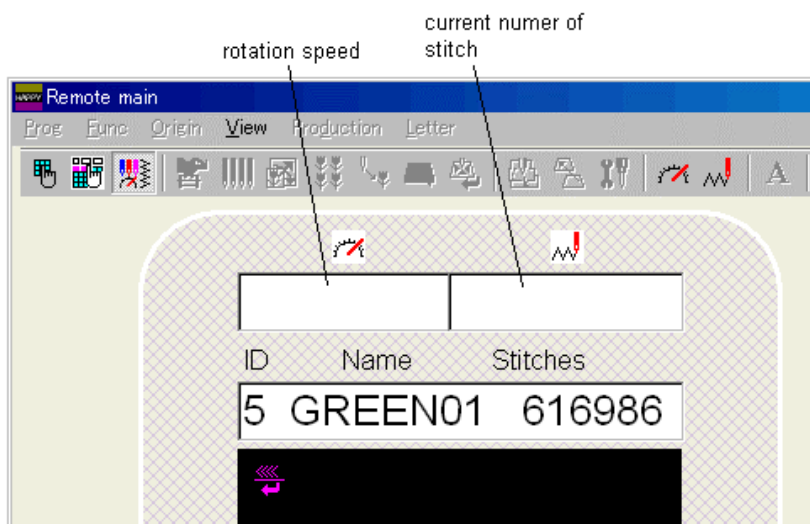 current numer of
stitch
rotation speed
HAPPY Remote main
Prog Func Origin View Production Letter
A
ID Name Stitches
5 GREEN01 616986